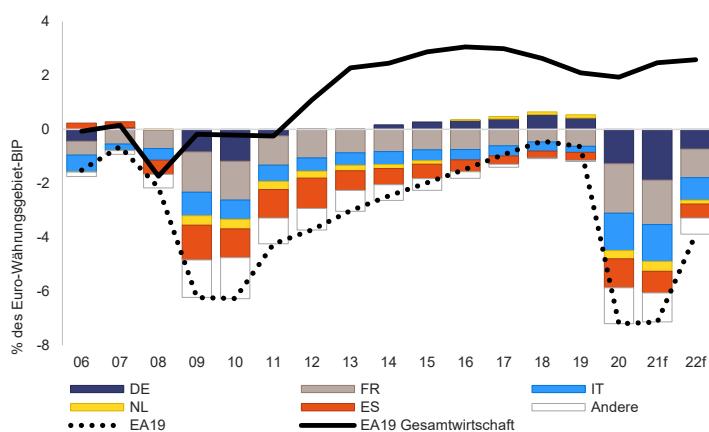 % des Euro-Währungsgebiet-BIP
4
2
0
-2
-4
-6
-8
06 07 08 09 10 11 12 13 14 15 16 17 18 19 20 21f 22f
DE FR IT
NL ES Andere
EA19 EA19 Gesamtwirtschaft